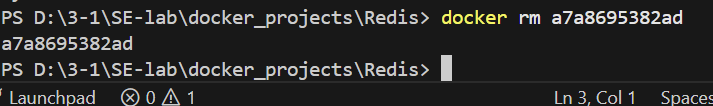 PS D:\3-1\SE-lab\docker_projects\Redis> docker rm a7a8695382ad
a7a8695382ad
PS D:\3-1\SE-lab\docker_projects\Redis>
Launchpad 0 1 Ln 3, Col 1 Spaces